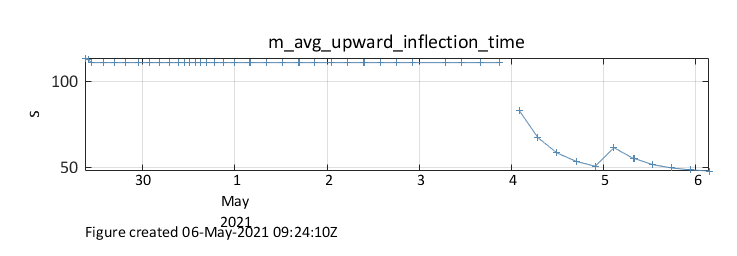 m_avg_upward_inflection_time
100
s
50
30 1 2 3 4 5 6
May
2021
Figure created 06-May-2021 09:24:10Z